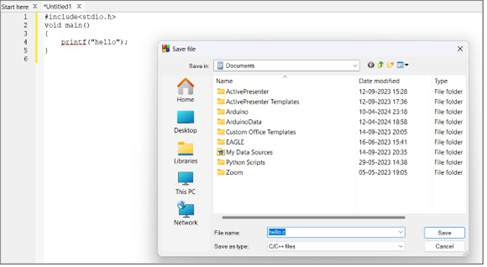 Start here
*Untitled1
1 #include<stdio.h>
2 void main()
3 {
4 printf("hello");
5 }
6
Save file
Save in: Documents
Name Date modified Type
ActivePresenter 12-09-2023 15:28 File folder
ActivePresenter Templates 12-09-2023 17:36 File folder
Arduino 10-04-2024 23:18 File folder
ArduinoData 12-04-2024 18:58 File folder
Custom Office Templates 14-09-2023 20:05 File folder
EAGLE 16-06-2023 15:41 File folder
My Data Sources 14-09-2023 20:35 File folder
Python Scripts 29-05-2023 14:38 File folder
Zoom 05-05-2023 19:05 File folder
Home
Desktop
Libraries
This PC
Network
File name: hello.c Save
Save as type: C/C++ files Cancel